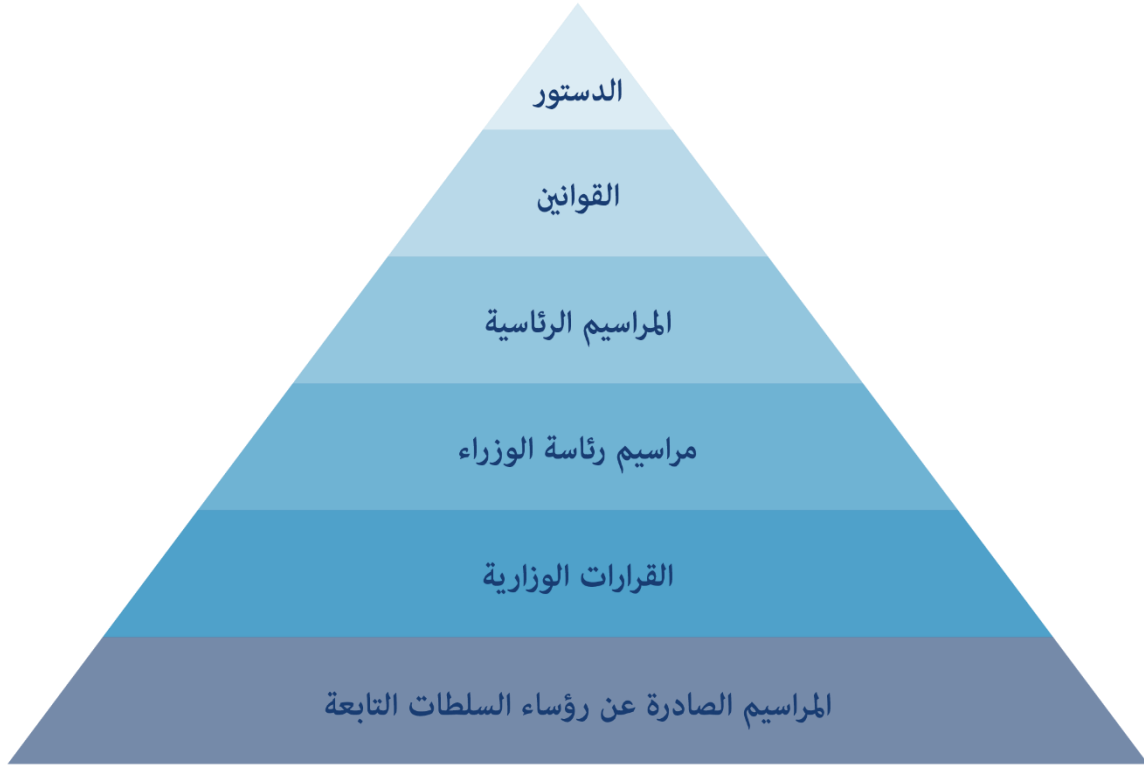 الدستور
القوانين
المراسيم الرئاسية
مراسيم رئاسة الوزراء
القرارات الوزارية
المراسيم الصادرة عن رؤساء السلطات التابعة